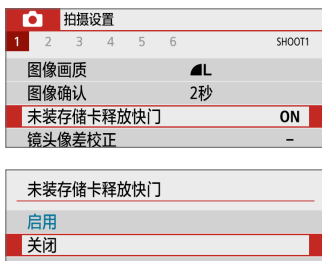 拍摄设置
1 2 3 4 5 6 SHOOT1
图像画质 L
图像确认 2秒
未装存储卡释放快门 ON
镜头像差校正 –
未装存储卡释放快门
启用
关闭